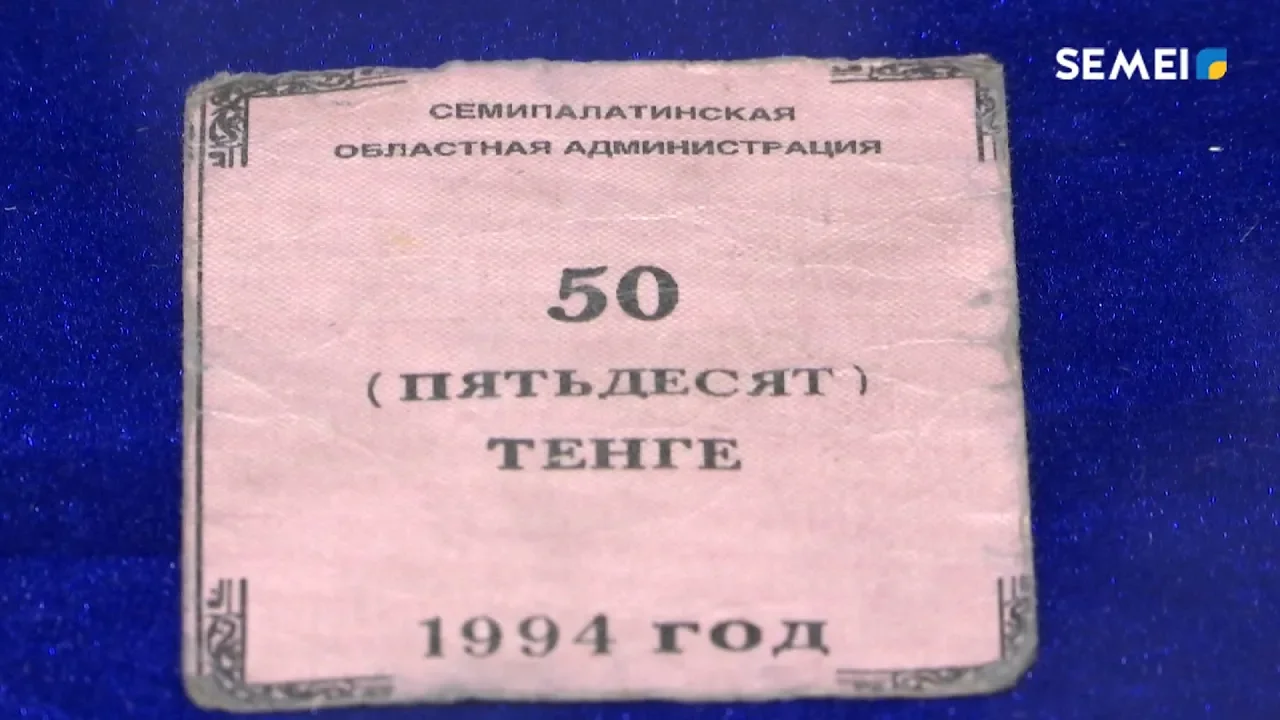 SEMEI
СЕМИПАЛАТИНСКАЯ
ОБЛАСТНАЯ АДМИНИСТРАЦИЯ
50
(ПЯТЬДЕСЯТ)
ТЕНГЕ
1994 ГОД